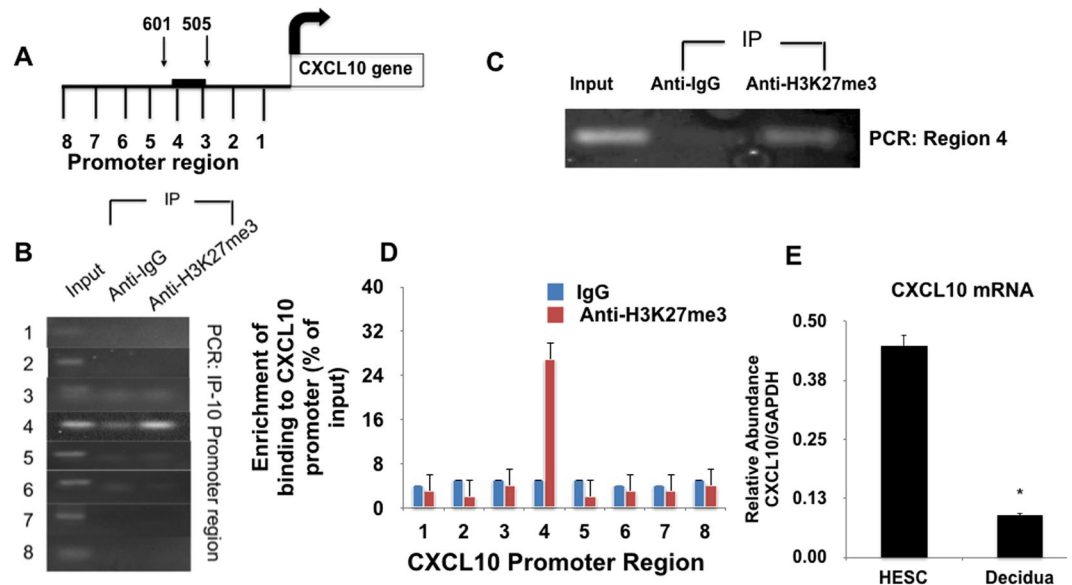 A
601 505
CXCL10 gene
8 7 6 5 4 3 2 1
Promoter region
B
IP
Input
Anti-IgG
Anti-H3K27me3
1
2
3
4
5
6
7
8
PCR: IP-10 Promoter region
C
IP
Input Anti-IgG Anti-H3K27me3
PCR: Region 4
D
Enrichment of
binding to CXCL10
promoter (% of
input)
40
32
24
16
8
0
IgG
Anti-H3K27me3
1 2 3 4 5 6 7 8
CXCL10 Promoter Region
E
CXCL10 mRNA
Relative Abundance
CXCL10/GAPDH
0.50
0.38
0.25
0.13
0.00
*
HESC Decidua